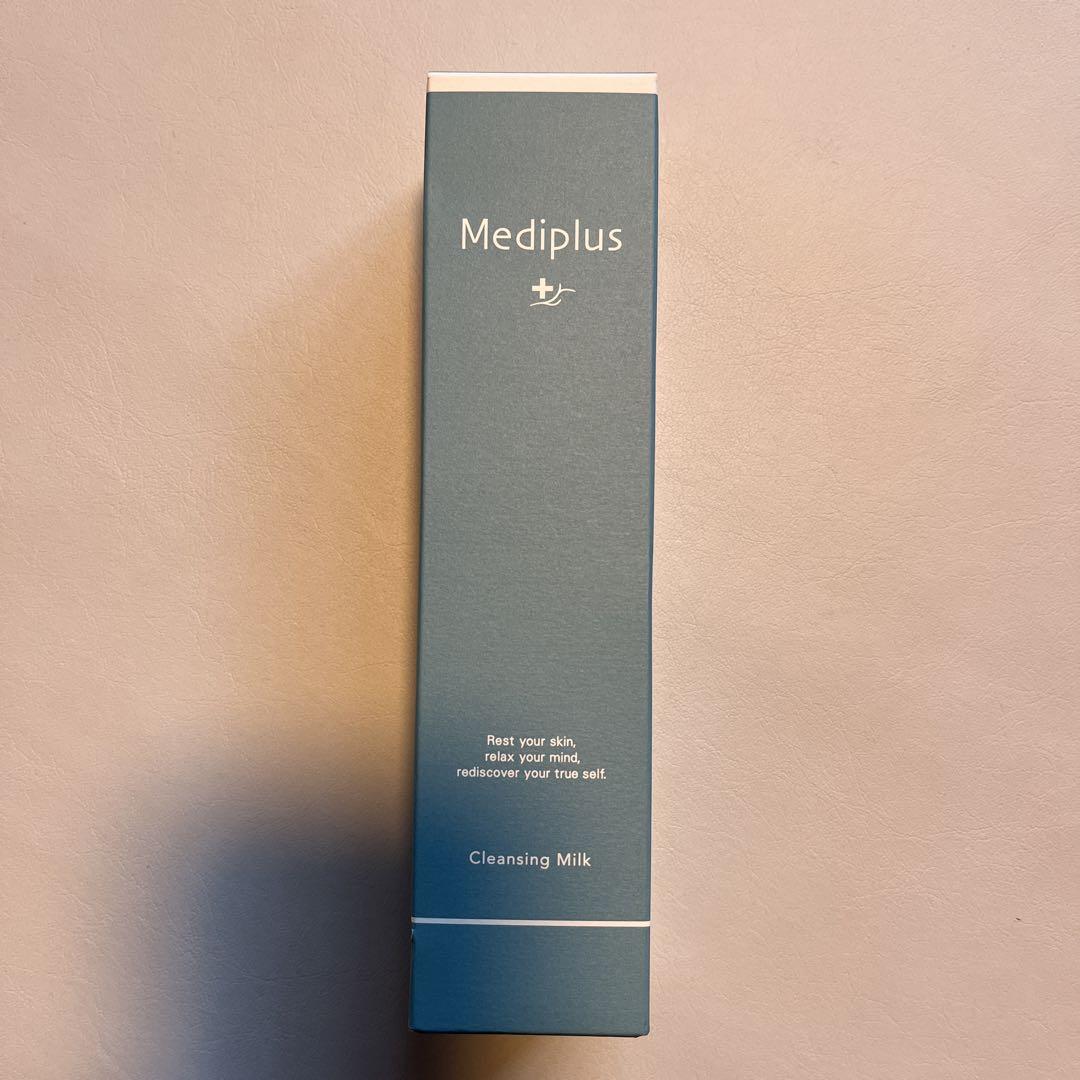 Mediplus
Rest your skin,
relax your mind,
rediscover your true self.
Cleansing Milk